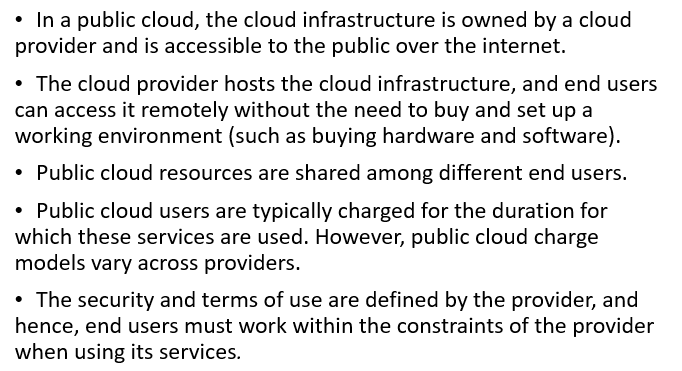 • In a public cloud, the cloud infrastructure is owned by a cloud
provider and is accessible to the public over the internet.
• The cloud provider hosts the cloud infrastructure, and end users
can access it remotely without the need to buy and set up a
working environment (such as buying hardware and software).
• Public cloud resources are shared among different end users.
• Public cloud users are typically charged for the duration for
which these services are used. However, public cloud charge
models vary across providers.
• The security and terms of use are defined by the provider, and
hence, end users must work within the constraints of the provider
when using its services.